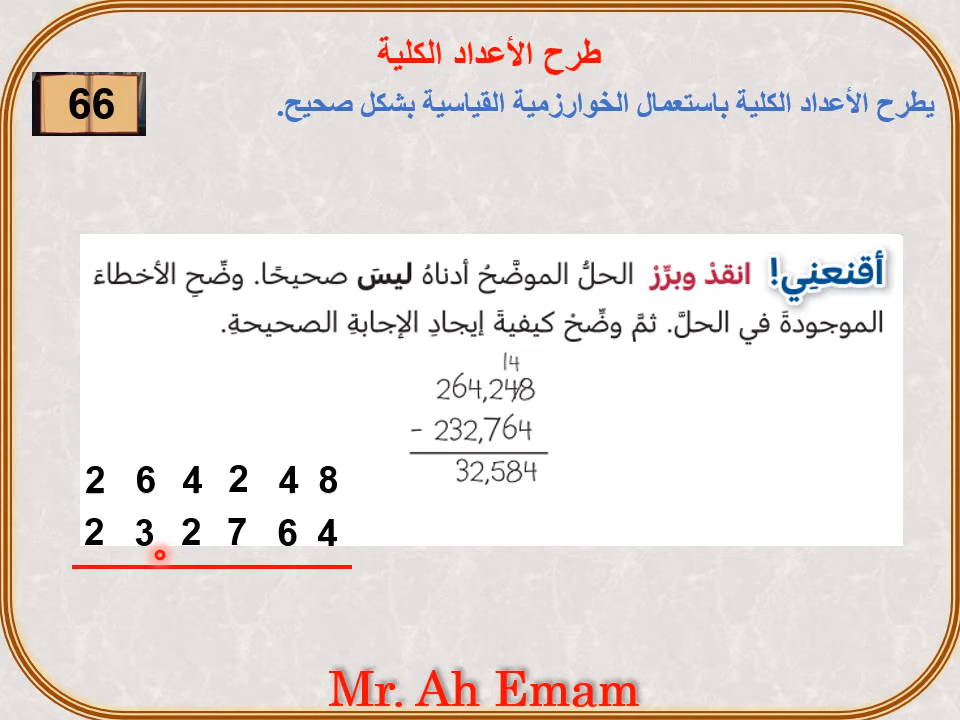 طرح الأعداد الكلية
66
يطرح الأعداد الكلية باستعمال الخوارزمية القياسية بشكل صحيح.
أقنعنِي! انقدْ وبرِّرْ الحلُّ الموضَّحُ أدناهُ ليسَ صحيحًا. وضِّحِ الأخطاءَ
الموجودةَ في الحلِّ. ثمَّ وضِّحْ كيفيةَ إيجادِ الإجابةِ الصحيحةِ.
14
264,248
- 232,764
32,584
2 6 4 2 4 8
2 3 2 7 6 4
Mr. Ah Emam